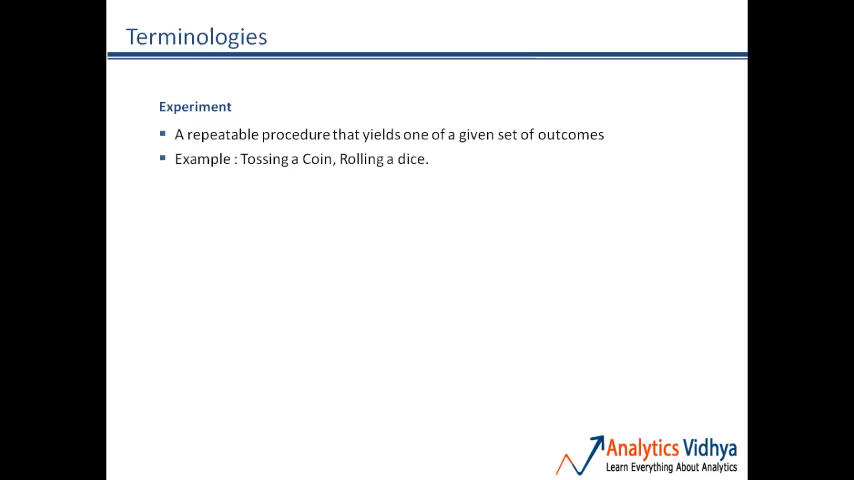 Terminologies
Experiment
A repeatable procedure that yields one of a given set of outcomes
Example : Tossing a Coin, Rolling a dice.
Analytics Vidhya
Learn Everything About Analytics